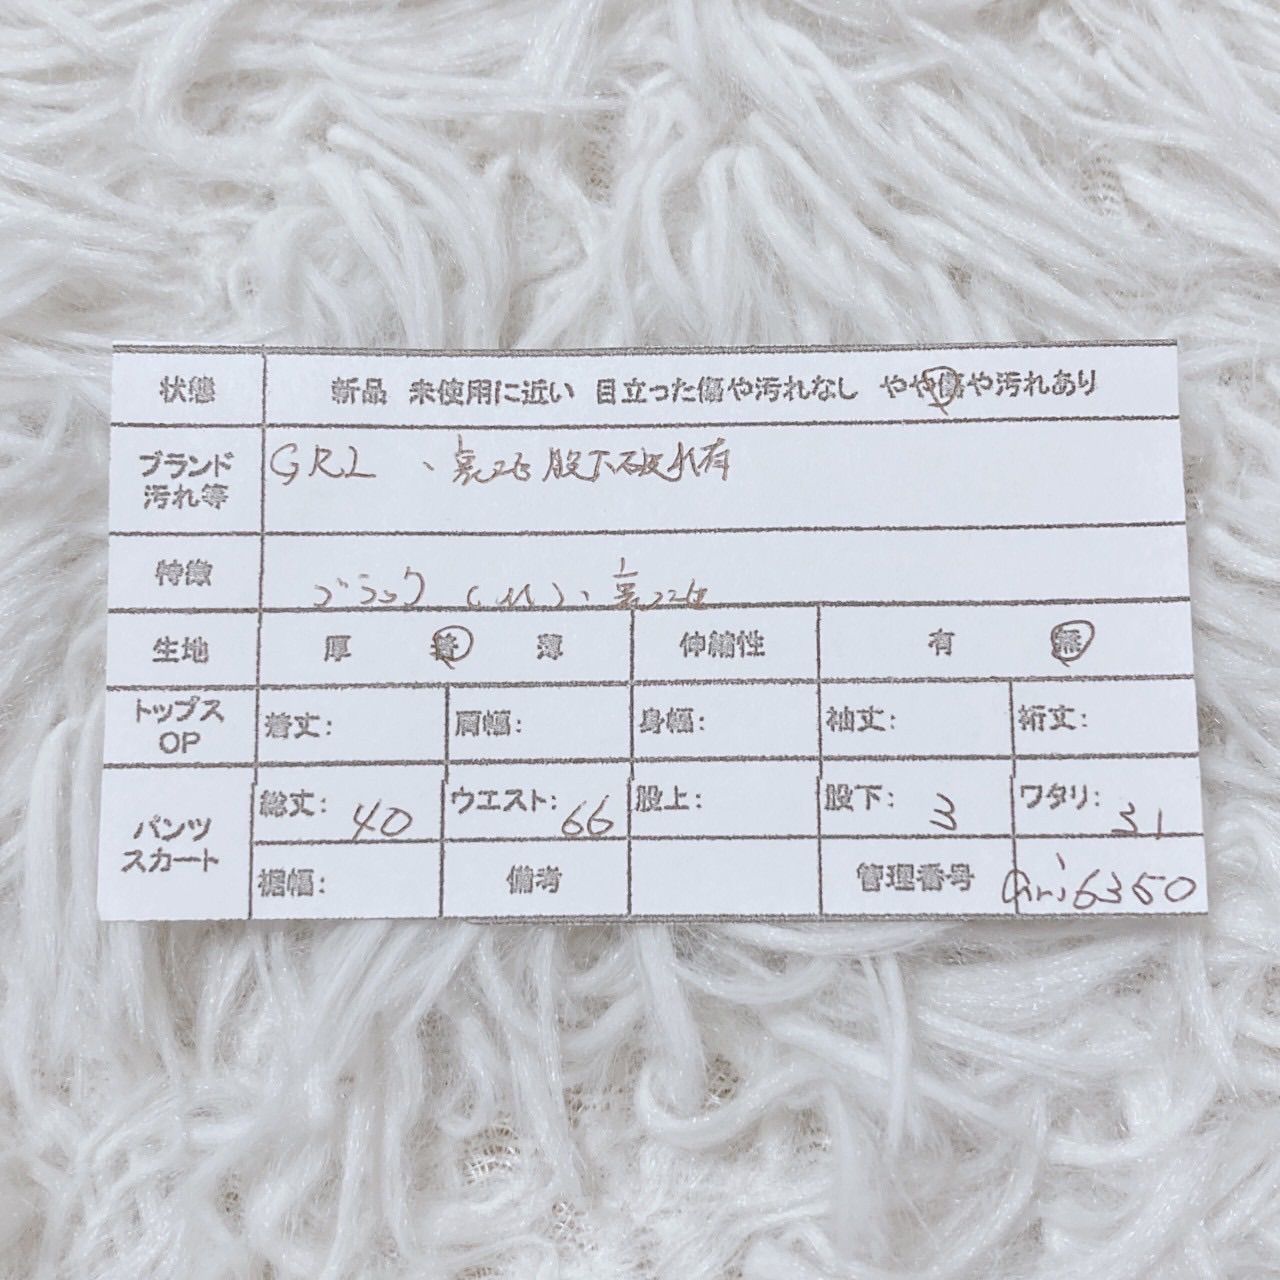 状態 新品 未使用に近い 目立った傷や汚れなし やや傷や汚れあり
ブランド
汚れ等
GRL 、裏地股下破れ有
特徴 ブラック (M)、裏地
生地 厚 普 薄 伸縮性 有 無
トップス
OP
着丈: 肩幅: 身幅: 袖丈: 裄丈:
パンツ
スカート
総丈: 40 ウエスト: 66 股上: 股下: 3 ワタリ: 31
裾幅: 備考 管理番号 6350